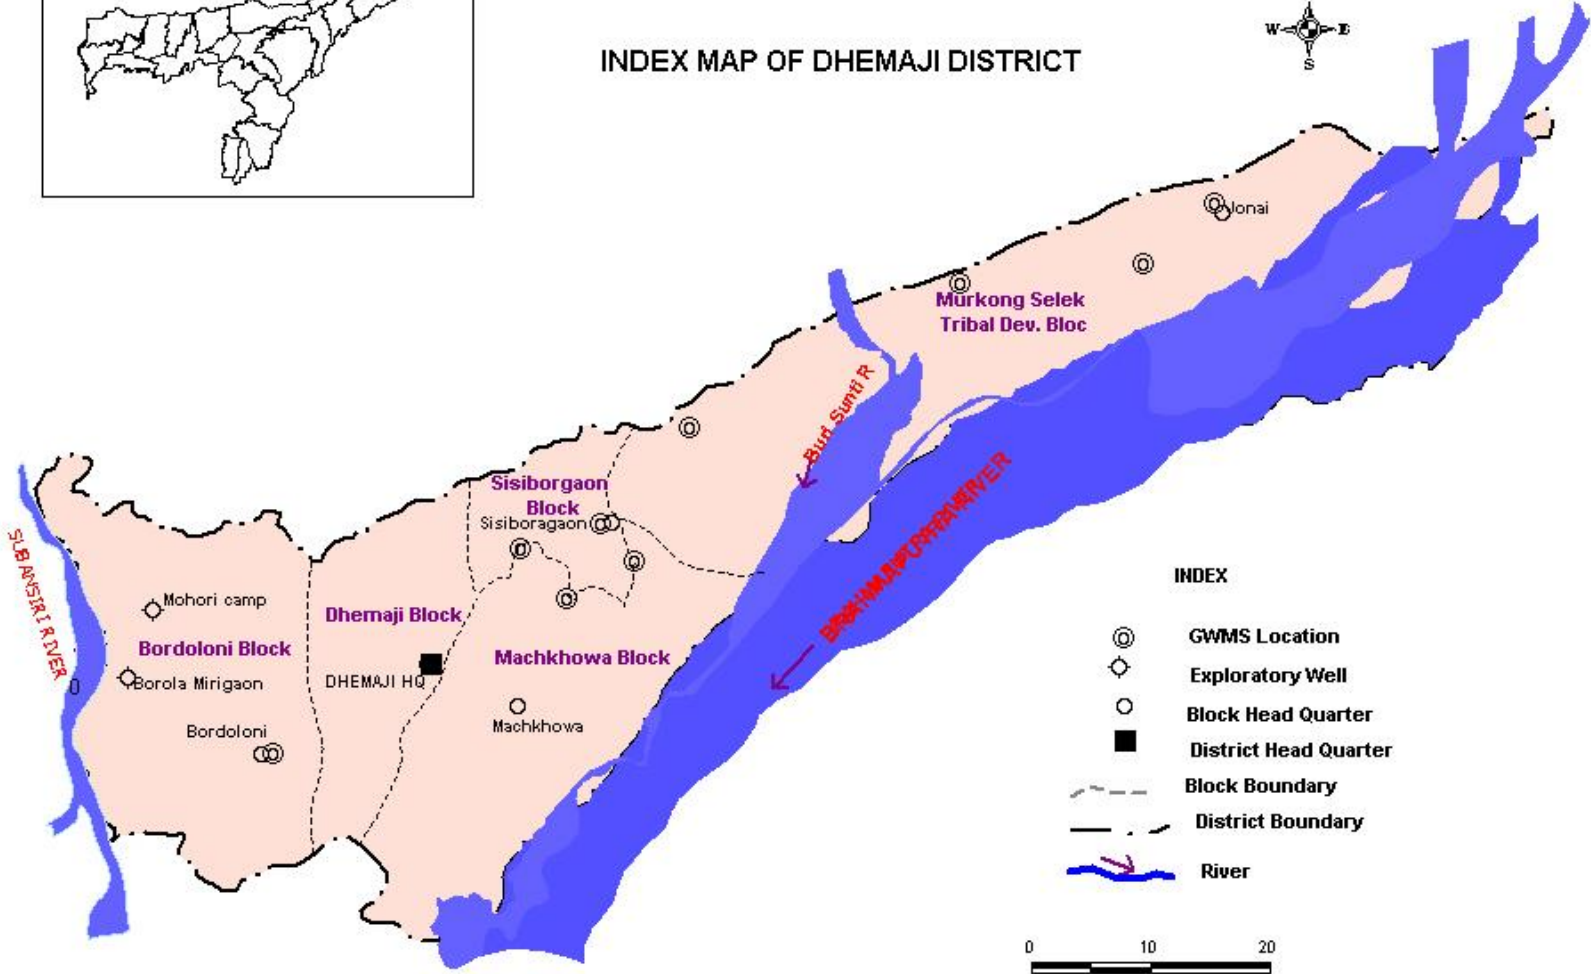 INDEX MAP OF DHEMAJI DISTRICT
W E
S
Jonai
Murkong Selek
Tribal Dev. Bloc
Buri Sunti R
Sisiborgaon
Block
Sisiboragaon
SUBANSIRI RIVER
Mohori camp
Dhemaji Block
Bordoloni Block
Machkhowa Block
Borola Mirigaon
DHEMAJI HQ
Bordoloni
Machkhowa
INDEX
GWMS Location
Exploratory Well
Block Head Quarter
District Head Quarter
Block Boundary
District Boundary
River
0 10 20